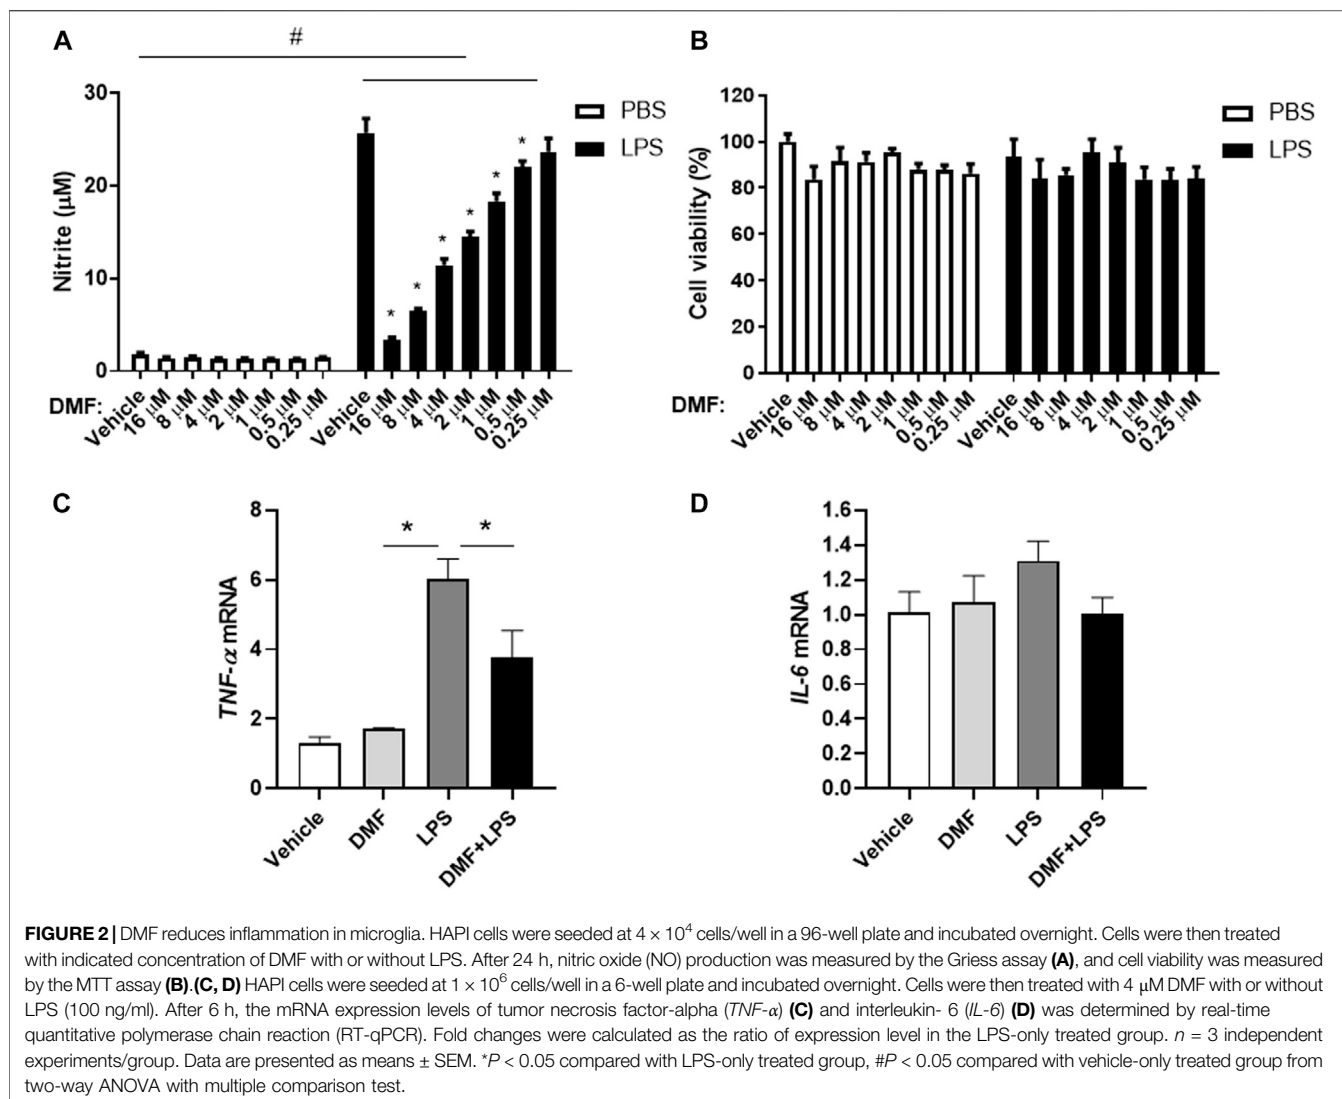 A
#
30
20
10
0
Nitrite (μM)
PBS
LPS
* * * * * *
DMF:
Vehicle
16 μM
8 μM
4 μM
2 μM
1 μM
0.5 μM
0.25 μM
Vehicle
16 μM
8 μM
4 μM
2 μM
1 μM
0.5 μM
0.25 μM
B
120
100
80
60
40
20
0
Cell viability (%)
PBS
LPS
DMF:
Vehicle
16 μM
8 μM
4 μM
2 μM
1 μM
0.5 μM
0.25 μM
Vehicle
16 μM
8 μM
4 μM
2 μM
1 μM
0.5 μM
0.25 μM
C
8
6
4
2
0
TNF-α mRNA
* *
Vehicle
DMF
LPS
DMF+LPS
D
1.6
1.4
1.2
1.0
0.8
0.6
0.4
0.2
0.0
IL-6 mRNA
Vehicle
DMF
LPS
DMF+LPS
FIGURE 2 | DMF reduces inflammation in microglia. HAPI cells were seeded at 4 × 10⁴ cells/well in a 96-well plate and incubated overnight. Cells were then treated
with indicated concentration of DMF with or without LPS. After 24 h, nitric oxide (NO) production was measured by the Griess assay (A), and cell viability was measured
by the MTT assay (B).(C, D) HAPI cells were seeded at 1 × 10⁶ cells/well in a 6-well plate and incubated overnight. Cells were then treated with 4 μM DMF with or without
LPS (100 ng/ml). After 6 h, the mRNA expression levels of tumor necrosis factor-alpha (TNF-α) (C) and interleukin- 6 (IL-6) (D) was determined by real-time
quantitative polymerase chain reaction (RT-qPCR). Fold changes were calculated as the ratio of expression level in the LPS-only treated group. n = 3 independent
experiments/group. Data are presented as means ± SEM. *P < 0.05 compared with LPS-only treated group, #P < 0.05 compared with vehicle-only treated group from
two-way ANOVA with multiple comparison test.